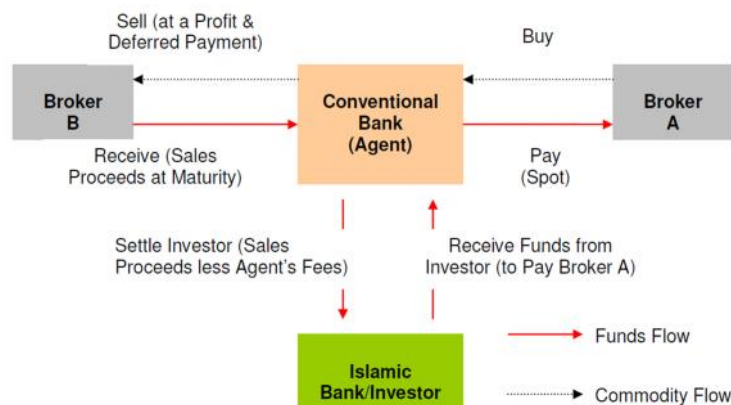 Sell (at a Profit &
Deferred Payment)
Buy
Broker
B
Conventional
Bank
(Agent)
Broker
A
Receive (Sales
Proceeds at Maturity)
Pay
(Spot)
Settle Investor (Sales
Proceeds less Agent's Fees)
Receive Funds from
Investor (to Pay Broker A)
Islamic
Bank/Investor
Funds Flow
Commodity Flow